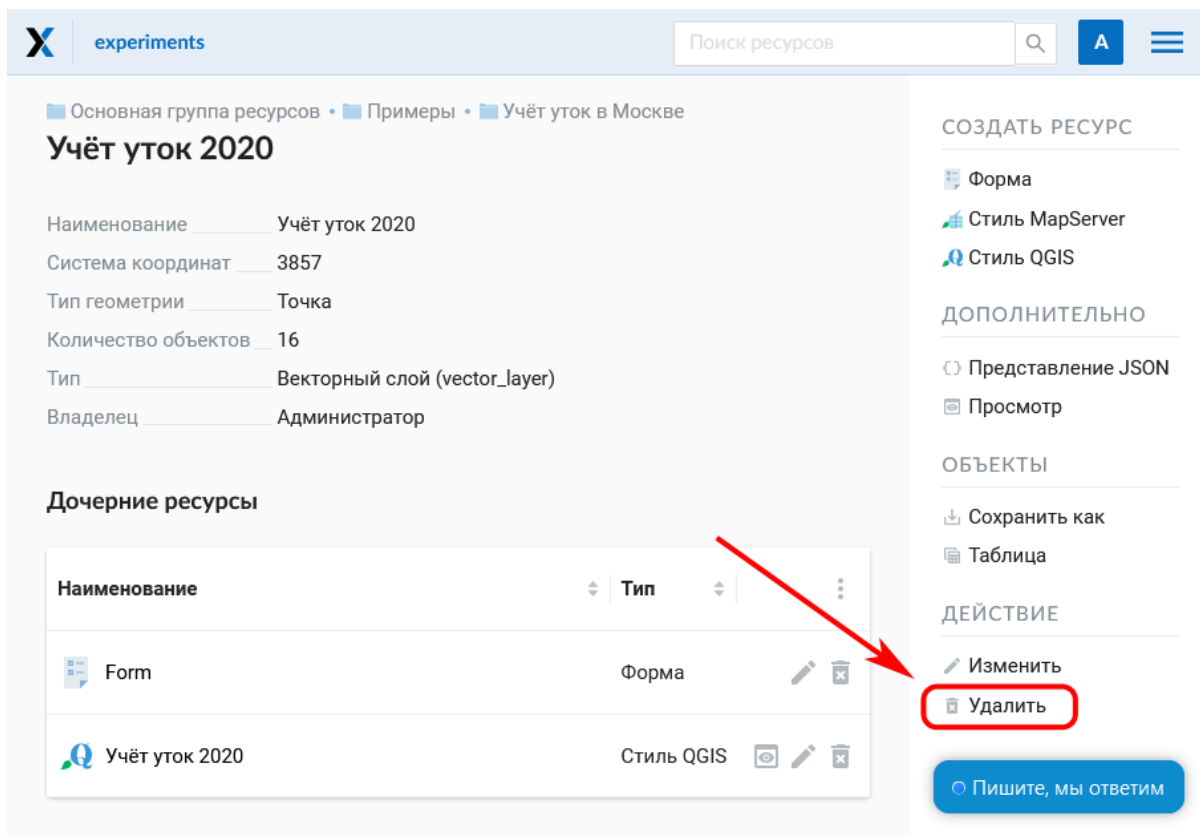 experiments
Поиск ресурсов
A
Основная группа ресурсов • Примеры • Учёт уток в Москве
Учёт уток 2020
Наименование Учёт уток 2020
Система координат 3857
Тип геометрии Точка
Количество объектов 16
Тип Векторный слой (vector_layer)
Владелец Администратор
Дочерние ресурсы
Наименование Тип
Form Форма
Учёт уток 2020 Стиль QGIS
СОЗДАТЬ РЕСУРС
Форма
Стиль MapServer
Стиль QGIS
ДОПОЛНИТЕЛЬНО
Представление JSON
Просмотр
ОБЪЕКТЫ
Сохранить как
Таблица
ДЕЙСТВИЕ
Изменить
Удалить
Пишите, мы ответим